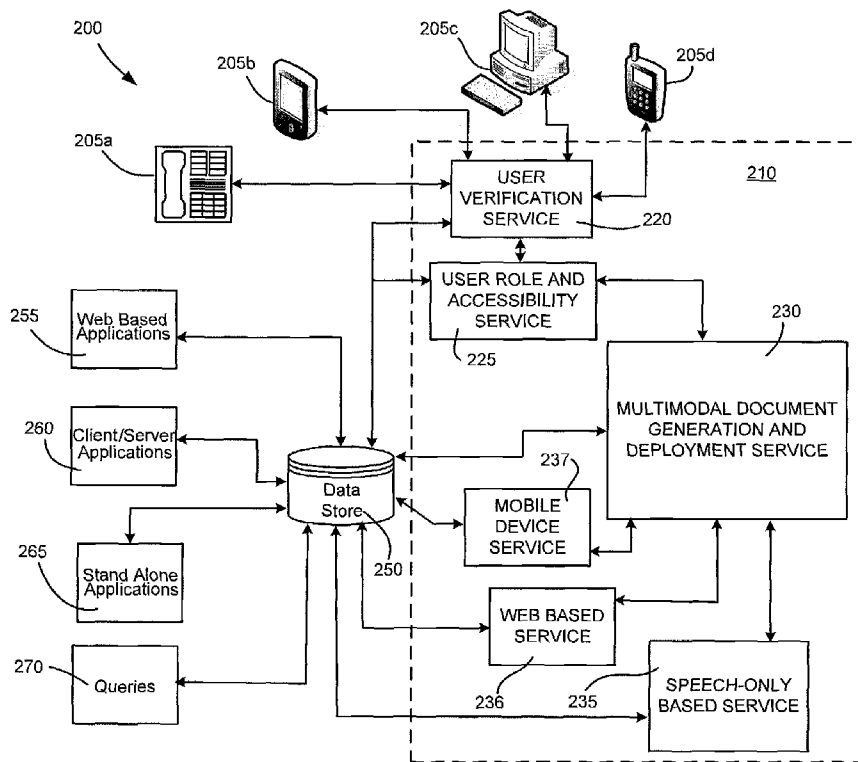 200
205b
205c
205d
205a
210
USER
VERIFICATION
SERVICE
220
USER ROLE AND
ACCESSIBILITY
SERVICE
225
255
Web Based
Applications
230
MULTIMODAL DOCUMENT
GENERATION AND
DEPLOYMENT SERVICE
260
Client/Server
Applications
Data
Store
250
237
MOBILE
DEVICE
SERVICE
265
Stand Alone
Applications
WEB BASED
SERVICE
236
270
Queries
235
SPEECH-ONLY
BASED SERVICE